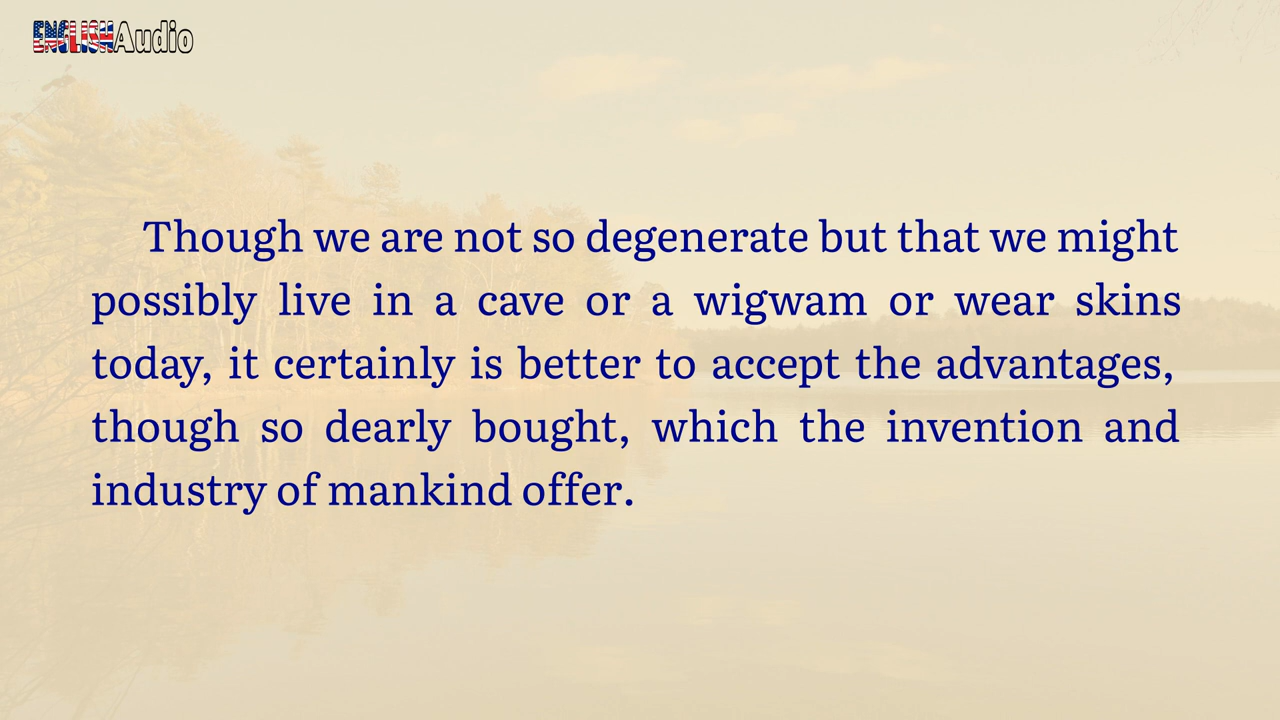 ENGLISHAudio
Though we are not so degenerate but that we might
possibly live in a cave or a wigwam or wear skins
today, it certainly is better to accept the advantages,
though so dearly bought, which the invention and
industry of mankind offer.